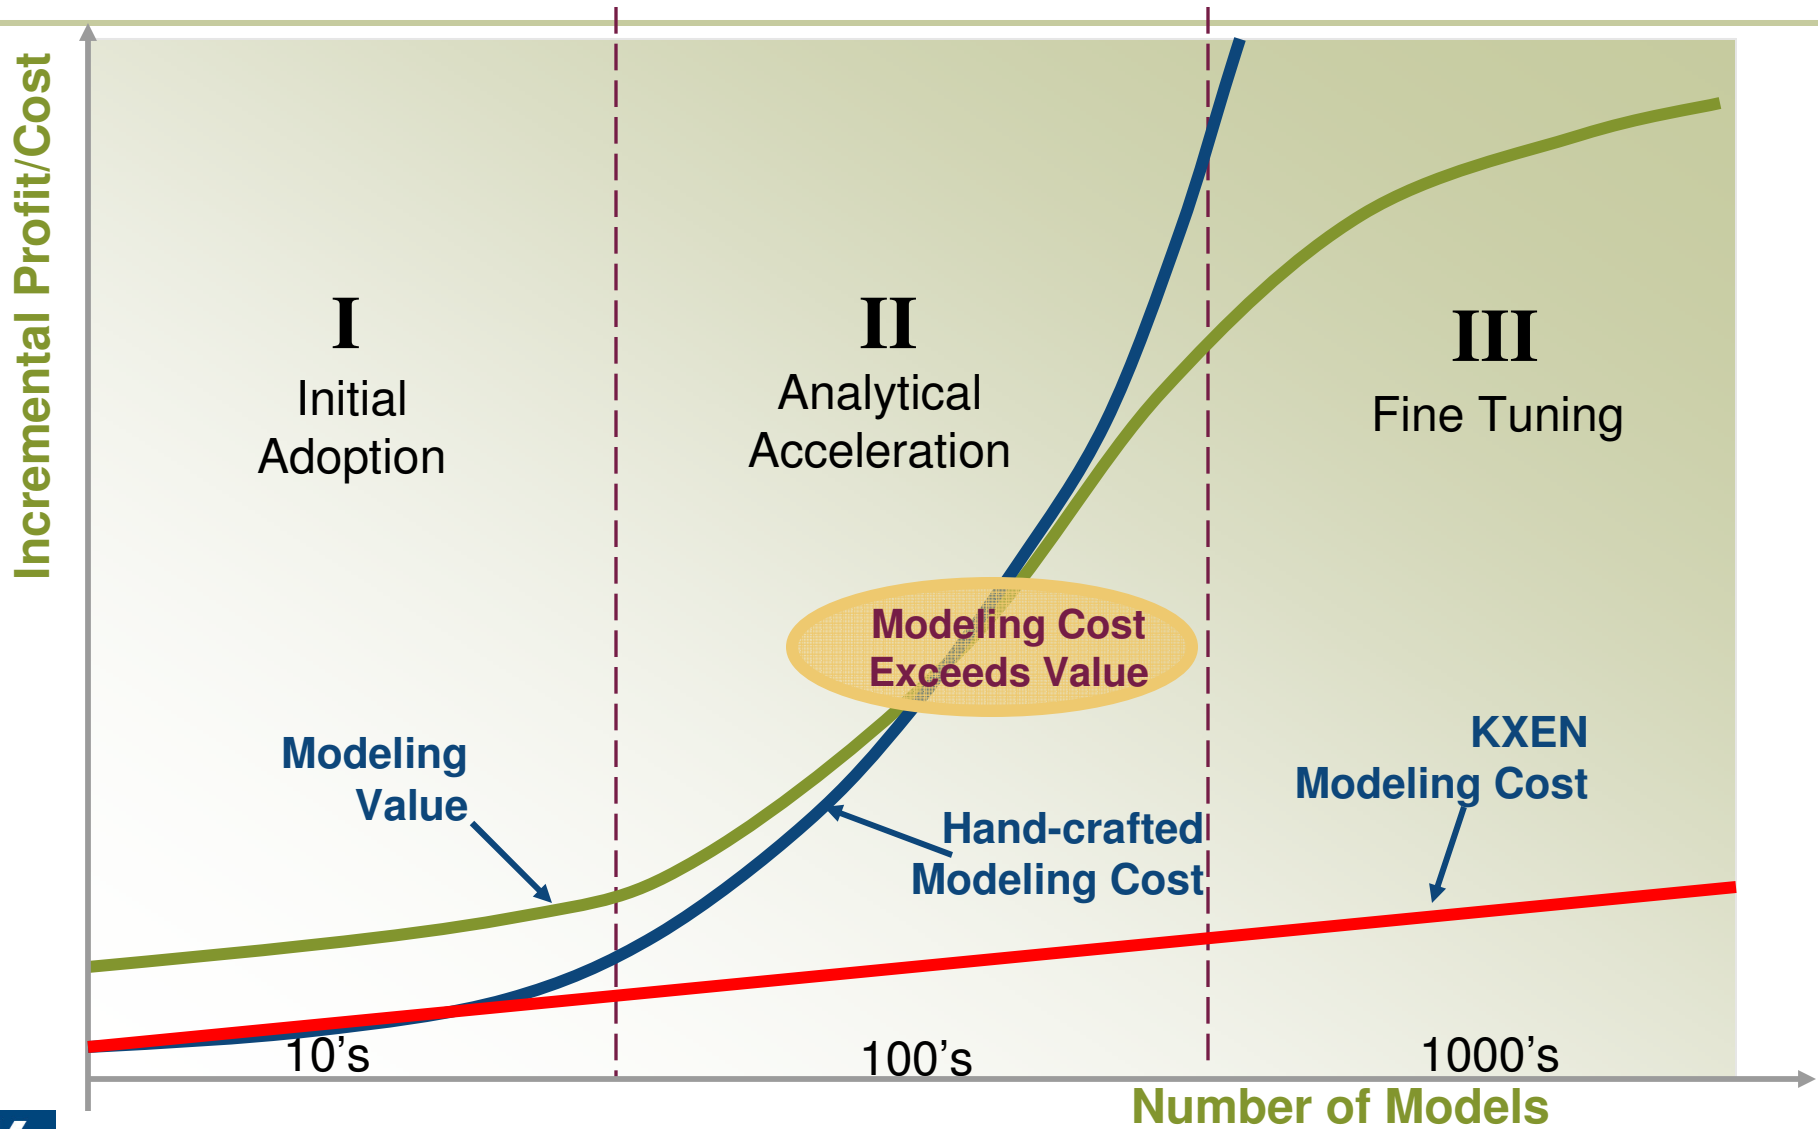 Incremental Profit/Cost
I
Initial
Adoption
II
Analytical
Acceleration
III
Fine Tuning
Modeling Cost
Exceeds Value
Modeling
Value
Hand-crafted
Modeling Cost
KXEN
Modeling Cost
10’s
100’s
1000’s
Number of Models